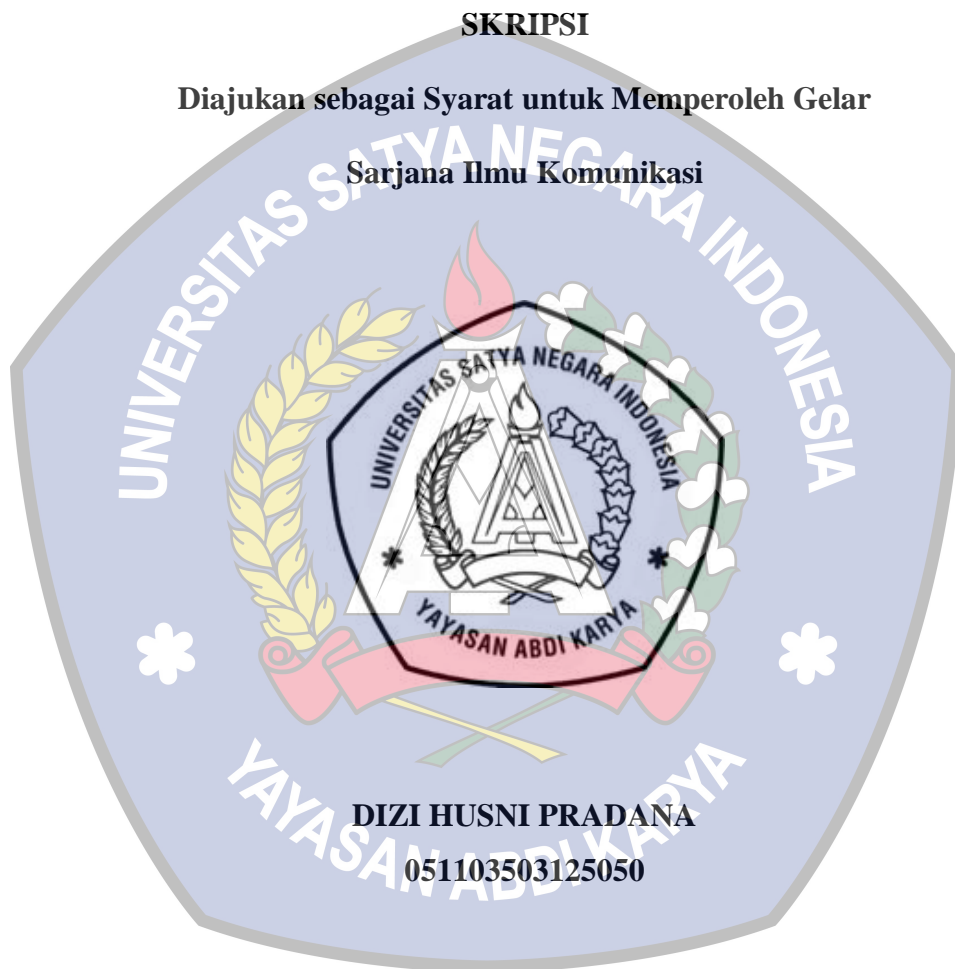 SKRIPSI
Diajukan sebagai Syarat untuk Memperoleh Gelar
Sarjana Ilmu Komunikasi
UNIVERSITAS SATYA NEGARA INDONESIA
UNIVERSITAS SATYA NEGARA INDONESIA
YAYASAN ABDI KARYA
DIZI HUSNI PRADANA
051103503125050
YAYASAN ABDI KARYA